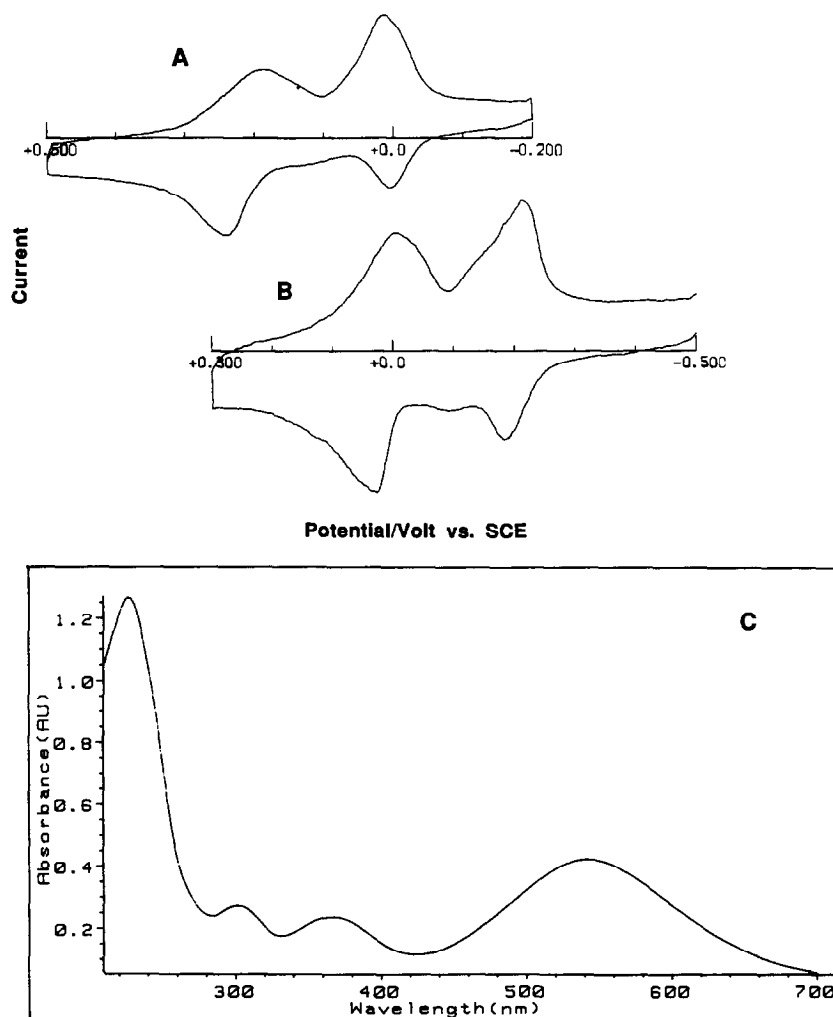 A
+0.500 +0.0 -0.200
B
+0.300 +0.0 -0.500
Current
Potential/Volt vs. SCE
C
1.2
1.0
0.8
0.6
0.4
0.2
Absorbance(AU)
300 400 500 600 700
Wavelength(nm)